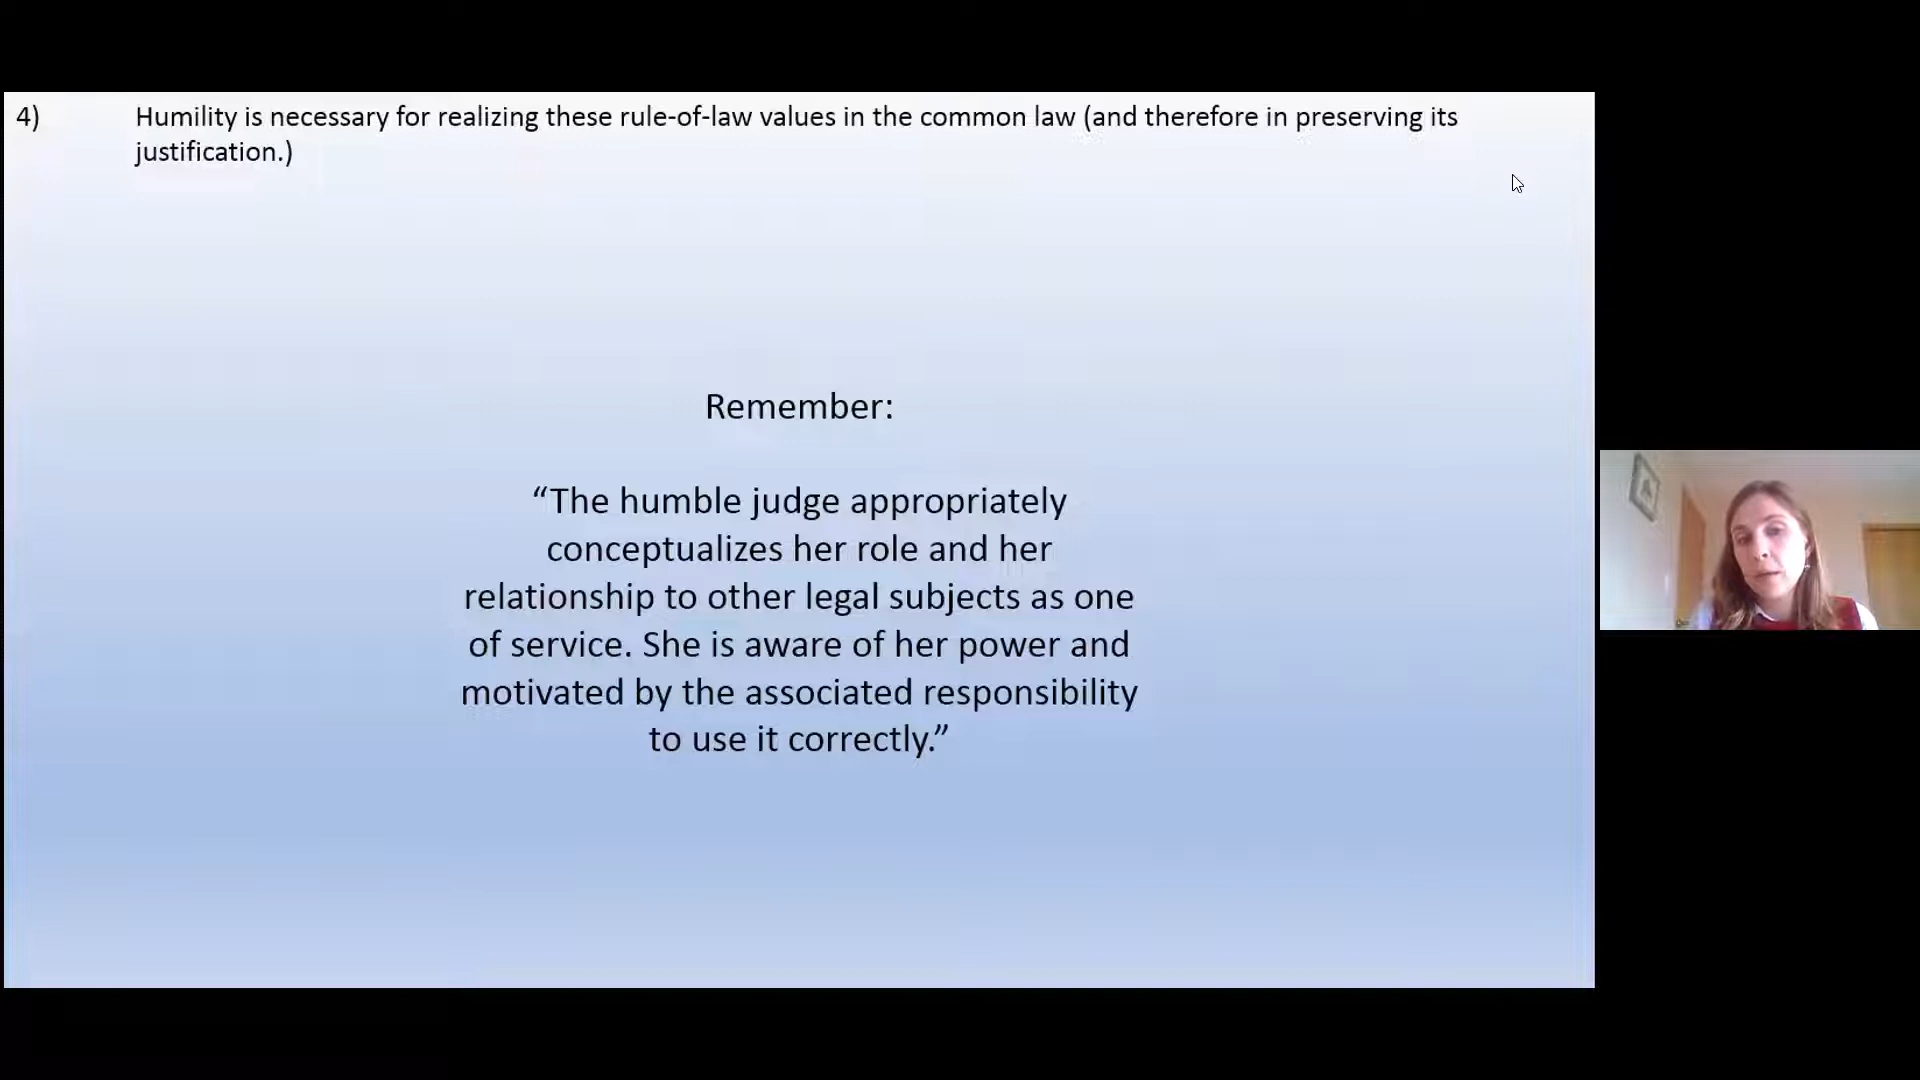 4) Humility is necessary for realizing these rule-of-law values in the common law (and therefore in preserving its
justification.)
Remember:
“The humble judge appropriately
conceptualizes her role and her
relationship to other legal subjects as one
of service. She is aware of her power and
motivated by the associated responsibility
to use it correctly.”